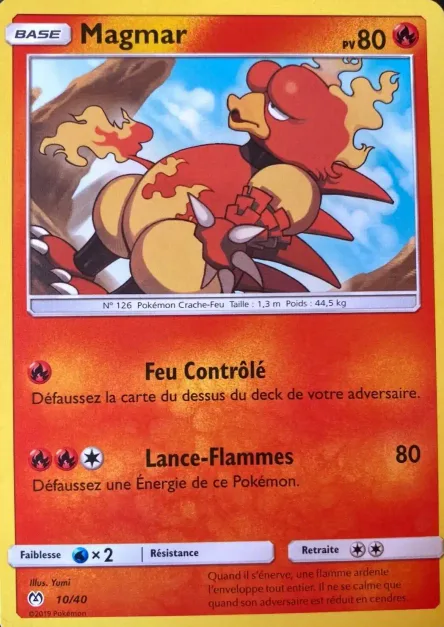 BASE Magmar PV80
N° 126 Pokémon Crache-Feu Taille : 1,3 m Poids : 44,5 kg
Feu Contrôlé
Défaussez la carte du dessus du deck de votre adversaire.
Lance-Flammes 80
Défaussez une Énergie de ce Pokémon.
Faiblesse ×2 Résistance Retraite
Illus. Yumi
10/40
©2019 Pokémon
Quand il s'énerve, une flamme ardente
l'enveloppe tout entier. Il ne se calme que
quand son adversaire est réduit en cendres.